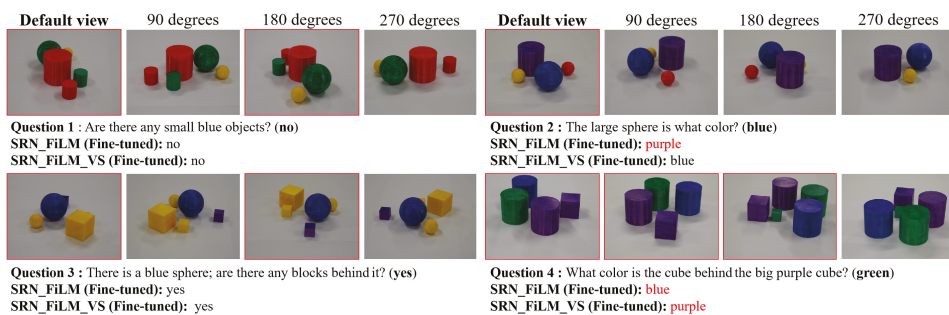 Default view 90 degrees 180 degrees 270 degrees
Question 1 : Are there any small blue objects? (no)
SRN_FiLM (Fine-tuned): no
SRN_FiLM_VS (Fine-tuned): no
Default view 90 degrees 180 degrees 270 degrees
Question 2 : The large sphere is what color? (blue)
SRN_FiLM (Fine-tuned): purple
SRN_FiLM_VS (Fine-tuned): blue
Question 3 : There is a blue sphere; are there any blocks behind it? (yes)
SRN_FiLM (Fine-tuned): yes
SRN_FiLM_VS (Fine-tuned): yes
Question 4 : What color is the cube behind the big purple cube? (green)
SRN_FiLM (Fine-tuned): blue
SRN_FiLM_VS (Fine-tuned): purple